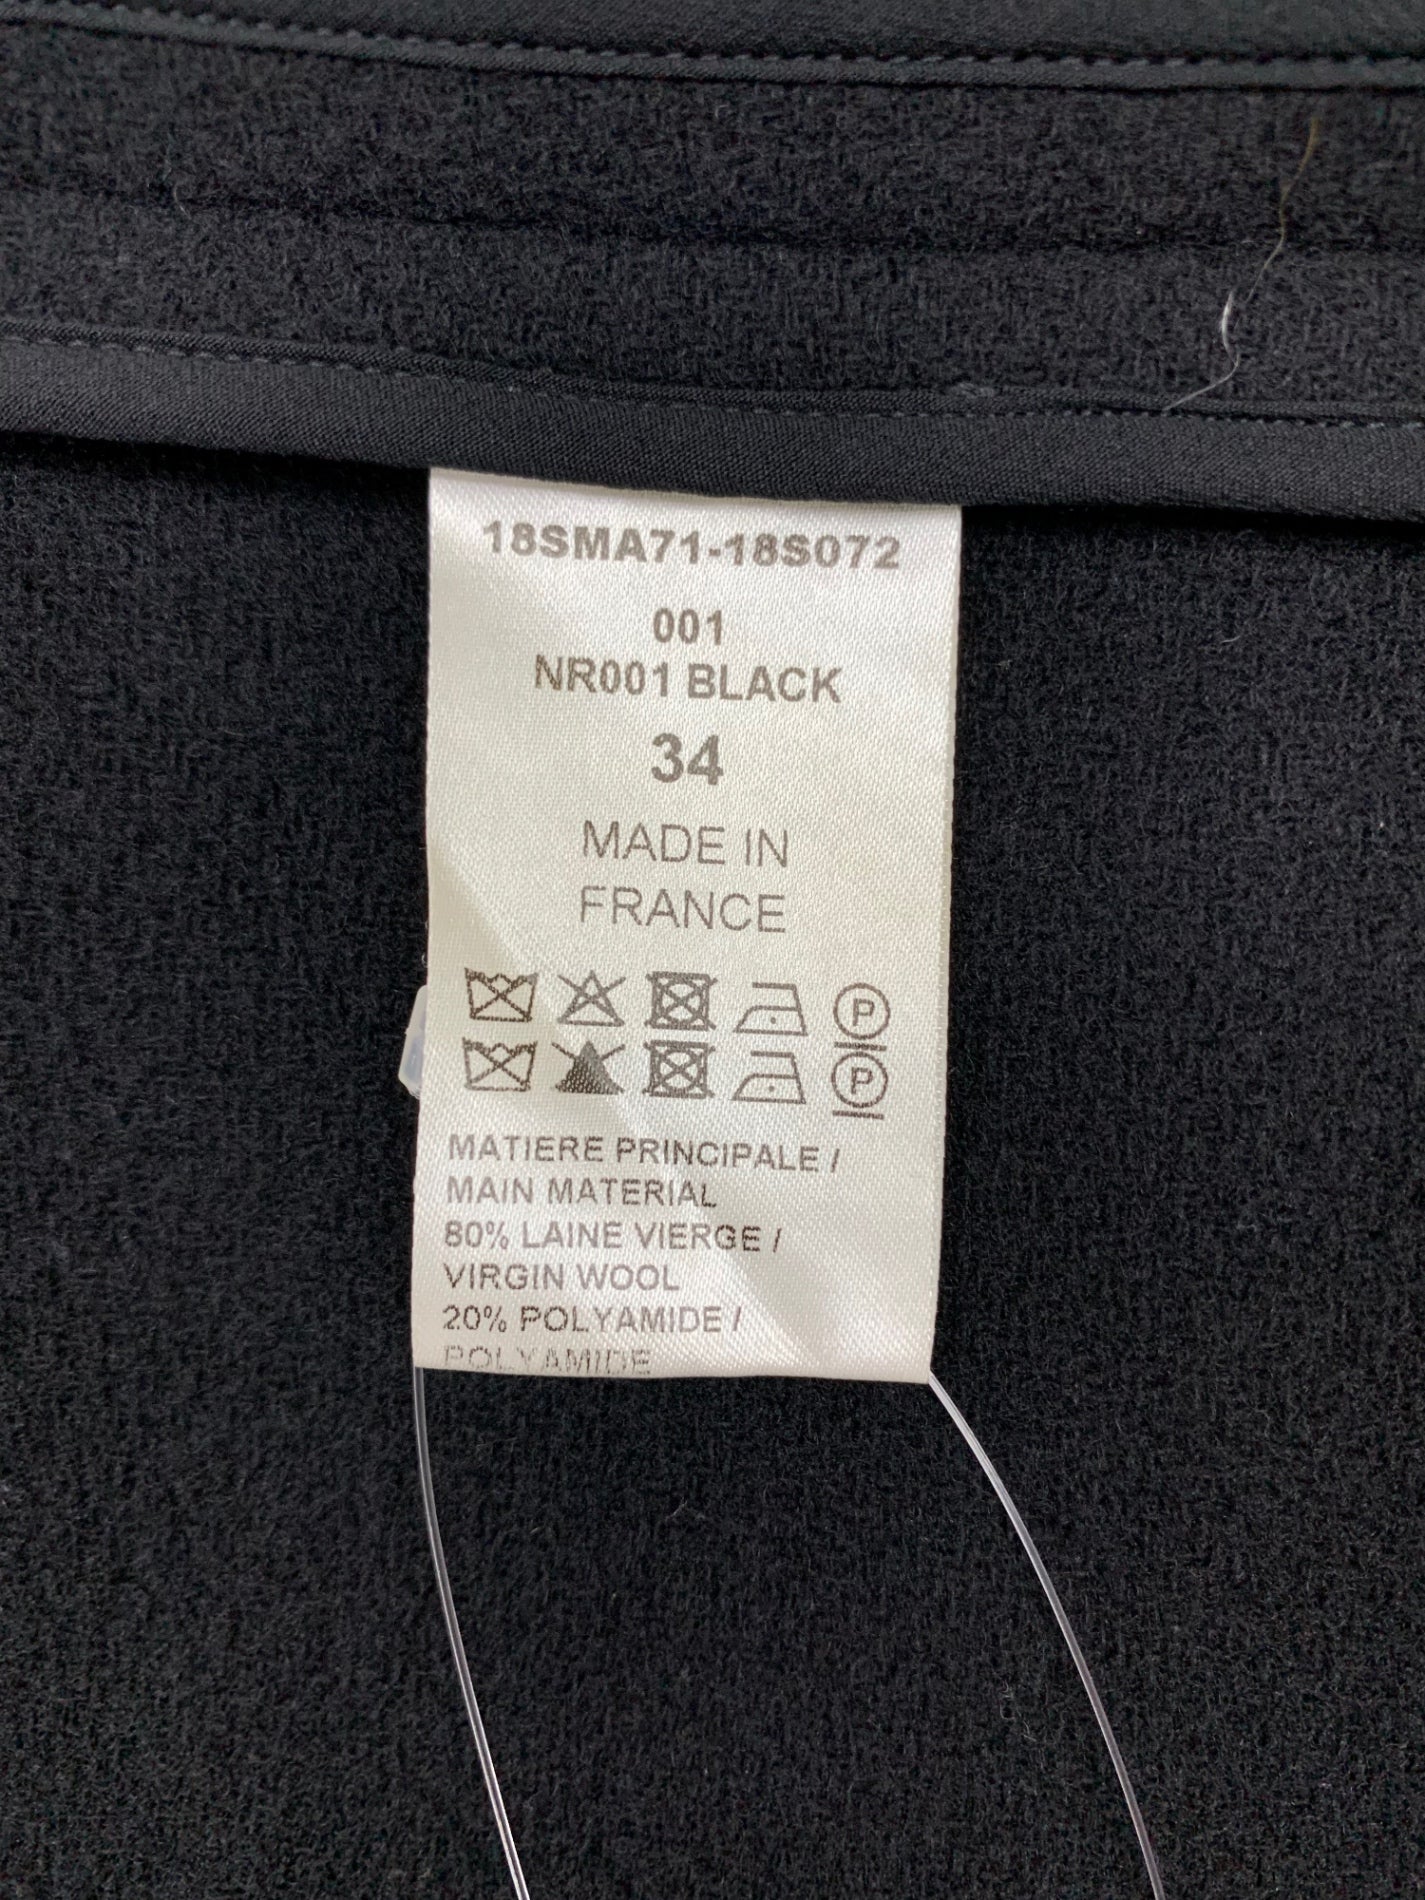 18SMA71-18S072
001
NR001 BLACK
34
MADE IN
FRANCE
P
P
MATIERE PRINCIPALE /
MAIN MATERIAL
80% LAINE VIERGE /
VIRGIN WOOL
20% POLYAMIDE /
POLYAMIDE